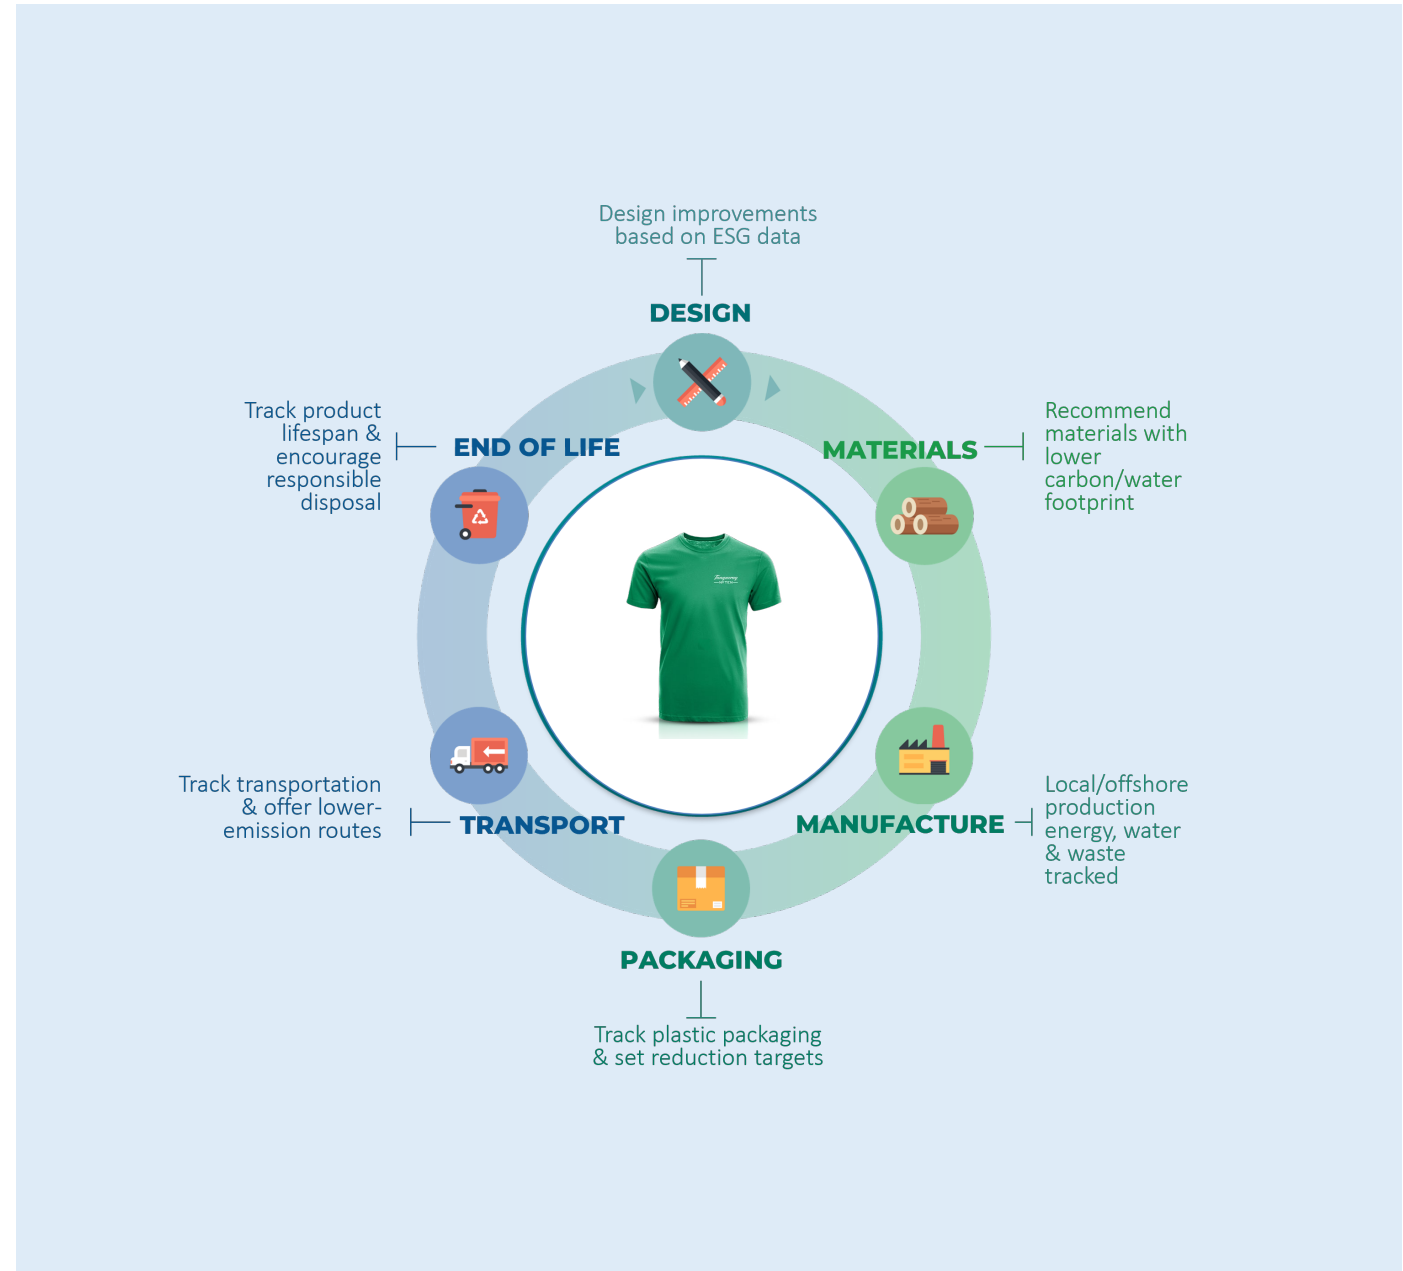 Design improvements
based on ESG data
DESIGN
Track product
lifespan &
encourage
responsible
disposal
END OF LIFE
MATERIALS
Recommend
materials with
lower
carbon/water
footprint
Track transportation
& offer lower-
emission routes
TRANSPORT
MANUFACTURE
Local/offshore
production
energy, water
& waste
tracked
PACKAGING
Track plastic packaging
& set reduction targets